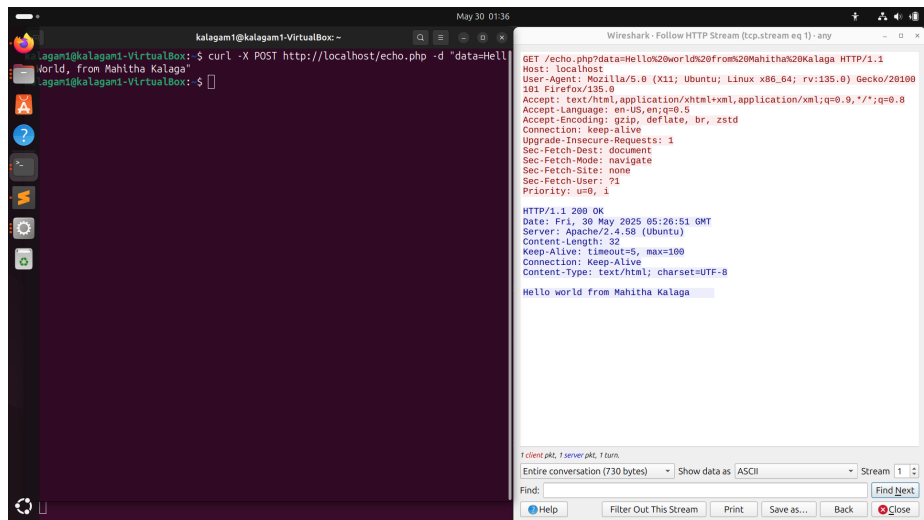 May 30 01:36
kalagam1@kalagam1-VirtualBox: ~
lagam1@kalagam1-VirtualBox:~$ curl -X POST http://localhost/echo.php -d "data=Hell
World, from Mahitha Kalaga"
lagam1@kalagam1-VirtualBox:~$
Wireshark · Follow HTTP Stream (tcp.stream eq 1) · any
GET /echo.php?data=Hello%20world%20from%20Mahitha%20Kalaga HTTP/1.1
Host: localhost
User-Agent: Mozilla/5.0 (X11; Ubuntu; Linux x86_64; rv:135.0) Gecko/20100
101 Firefox/135.0
Accept: text/html,application/xhtml+xml,application/xml;q=0.9,*/*;q=0.8
Accept-Language: en-US,en;q=0.5
Accept-Encoding: gzip, deflate, br, zstd
Connection: keep-alive
Upgrade-Insecure-Requests: 1
Sec-Fetch-Dest: document
Sec-Fetch-Mode: navigate
Sec-Fetch-Site: none
Sec-Fetch-User: ?1
Priority: u=0, i
HTTP/1.1 200 OK
Date: Fri, 30 May 2025 05:26:51 GMT
Server: Apache/2.4.58 (Ubuntu)
Content-Length: 32
Keep-Alive: timeout=5, max=100
Connection: Keep-Alive
Content-Type: text/html; charset=UTF-8
Hello world from Mahitha Kalaga
1 client pkt, 1 server pkt, 1 turn.
Entire conversation (730 bytes) Show data as ASCII Stream 1
Find: Find Next
Help Filter Out This Stream Print Save as... Back Close